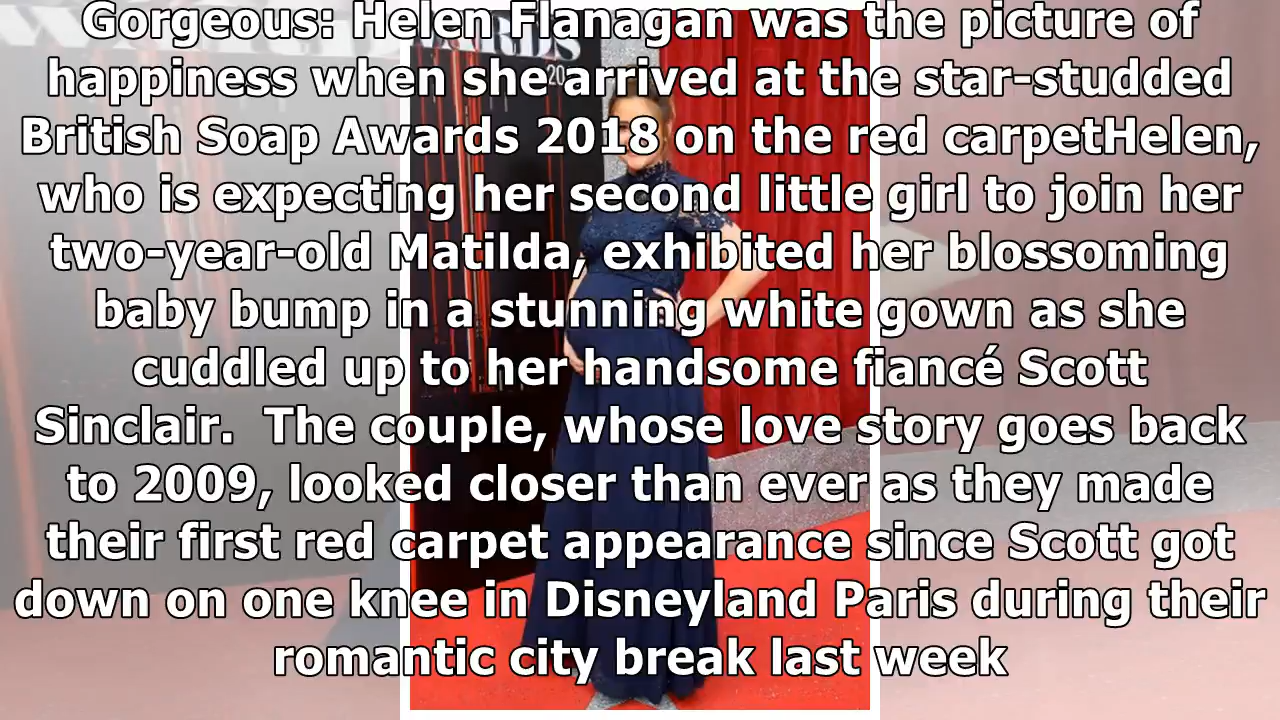 Gorgeous: Helen Flanagan was the picture of
happiness when she arrived at the star-studded
British Soap Awards 2018 on the red carpetHelen,
who is expecting her second little girl to join her
two-year-old Matilda, exhibited her blossoming
baby bump in a stunning white gown as she
cuddled up to her handsome fiancé Scott
Sinclair.  The couple, whose love story goes back
to 2009, looked closer than ever as they made
their first red carpet appearance since Scott got
down on one knee in Disneyland Paris during their
romantic city break last week